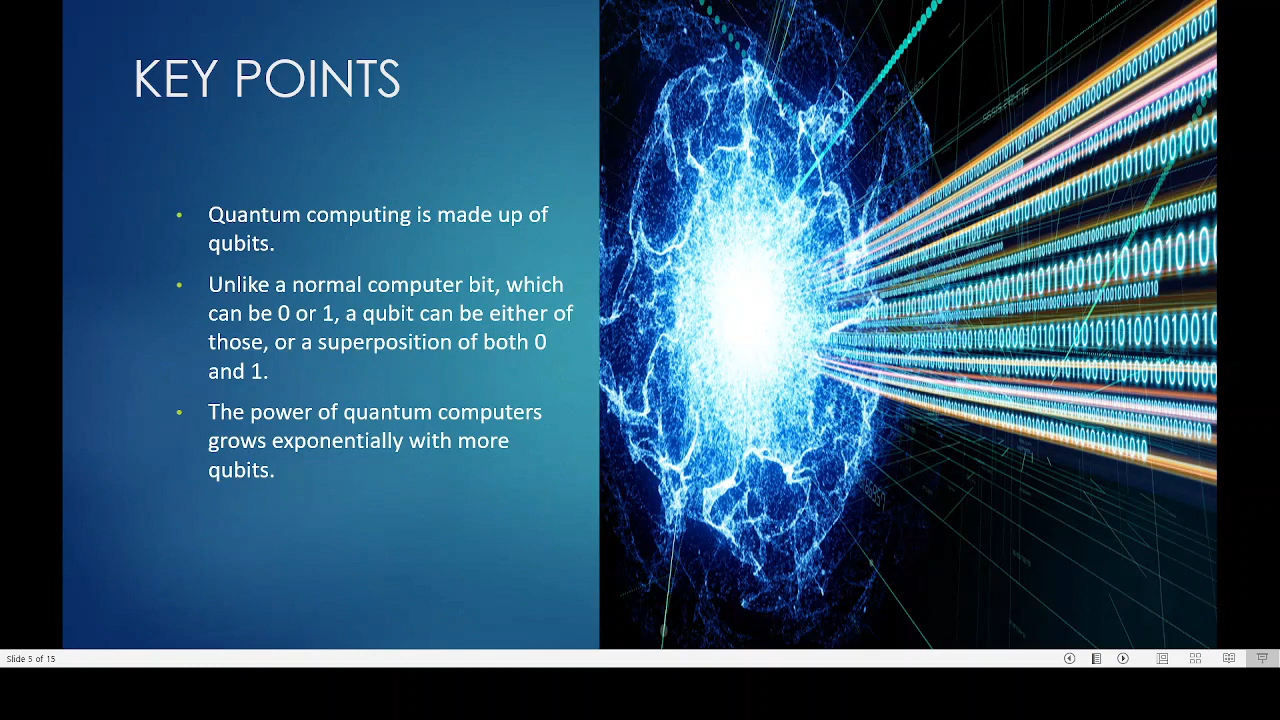 KEY POINTS
• Quantum computing is made up of
qubits.
• Unlike a normal computer bit, which
can be 0 or 1, a qubit can be either of
those, or a superposition of both 0
and 1.
• The power of quantum computers
grows exponentially with more
qubits.
Slide 5 of 15